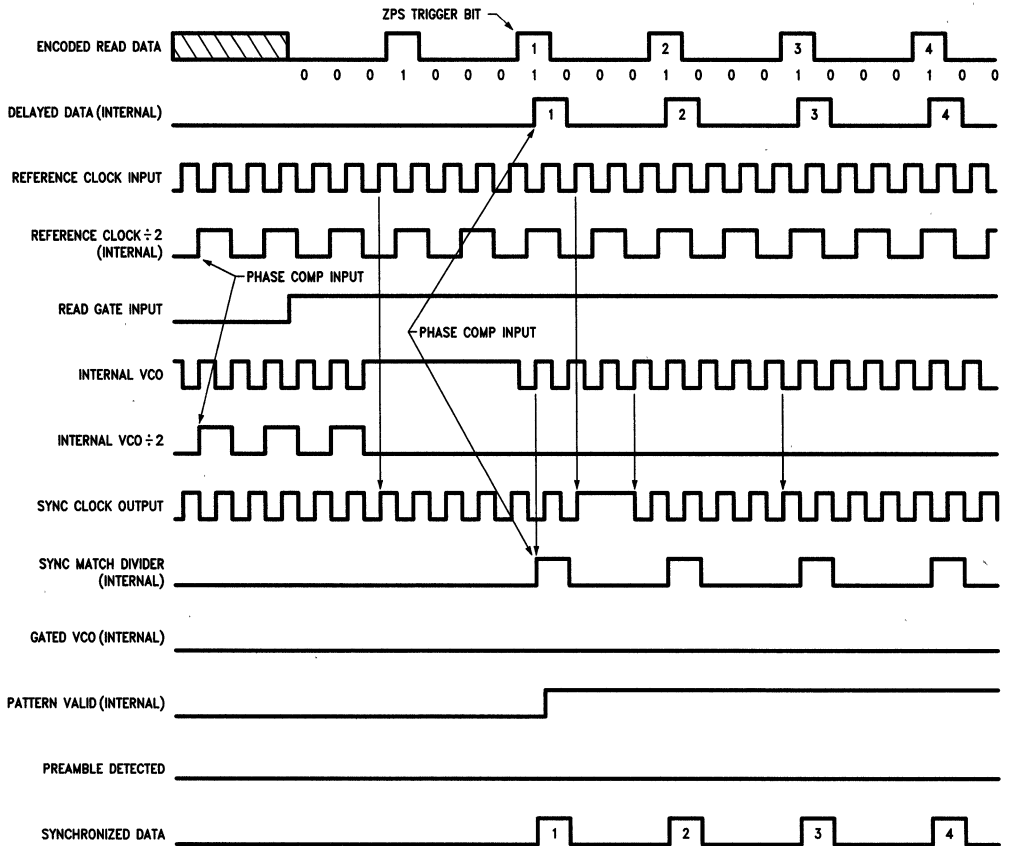 ZPS TRIGGER BIT
ENCODED READ DATA
1 2 3 4
0 0 0 1 0 0 0 1 0 0 0 1 0 0 0 1 0 0 0 1 0 0
DELAYED DATA (INTERNAL)
1 2 3 4
REFERENCE CLOCK INPUT
REFERENCE CLOCK ÷ 2
(INTERNAL)
PHASE COMP INPUT
READ GATE INPUT
PHASE COMP INPUT
INTERNAL VCO
INTERNAL VCO ÷ 2
SYNC CLOCK OUTPUT
SYNC MATCH DIVIDER
(INTERNAL)
GATED VCO (INTERNAL)
PATTERN VALID (INTERNAL)
PREAMBLE DETECTED
SYNCHRONIZED DATA
1 2 3 4